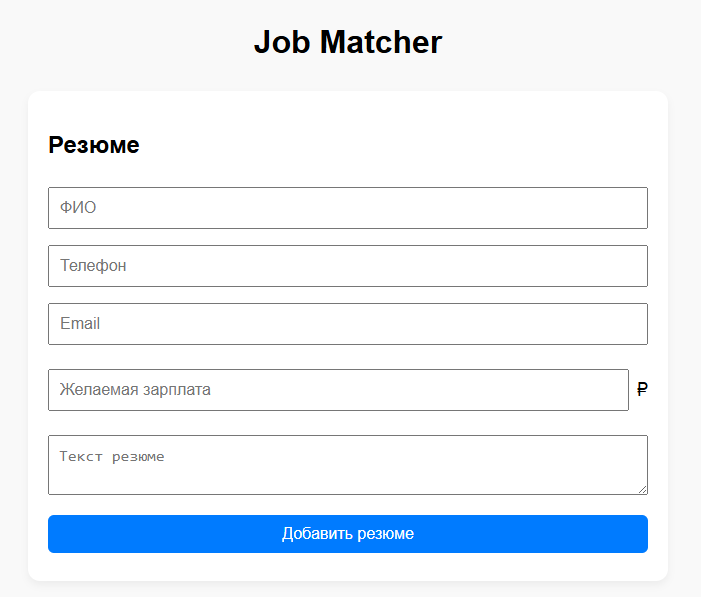 Job Matcher
Резюме
ФИО
Телефон
Email
Желаемая зарплата ₽
Текст резюме
Добавить резюме